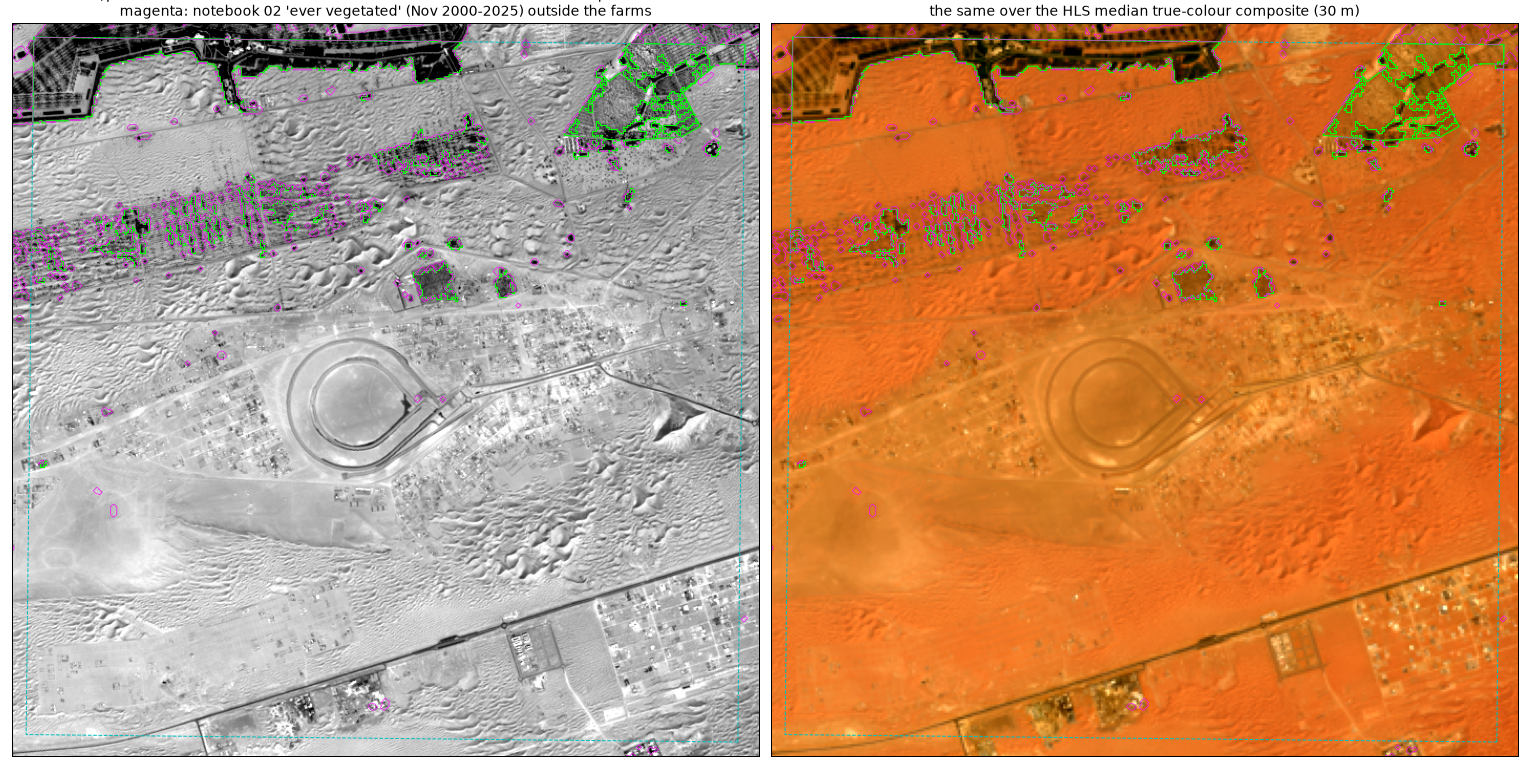 magenta: notebook 02 'ever vegetated' (Nov 2000-2025) outside the farms
the same over the HLS median true-colour composite (30 m)